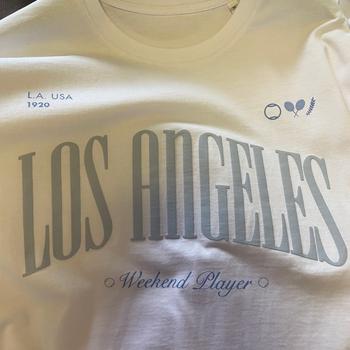 L.A. USA
1920
LOS ANGELES
Weekend Player